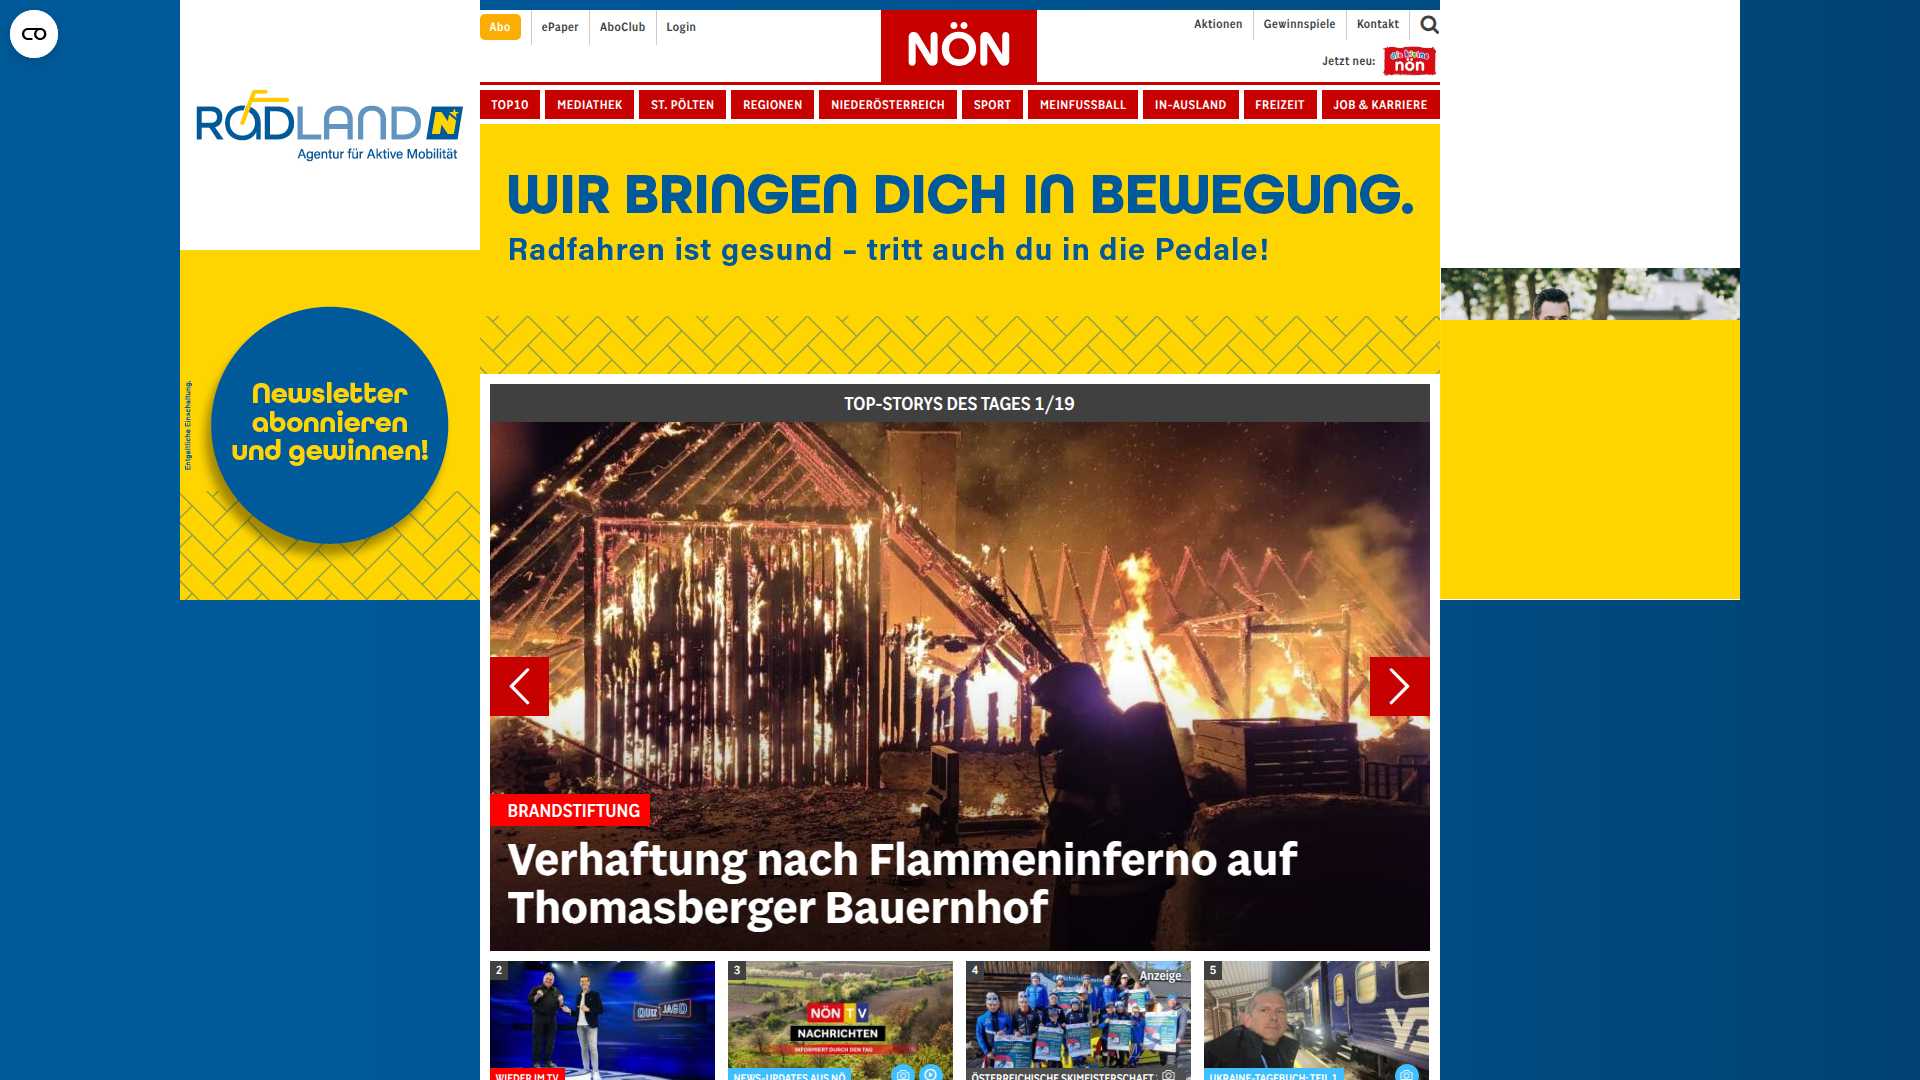 Abo
ePaper
AboClub
Login
NÖN
Aktionen
Gewinnspiele
Kontakt
Jetzt neu:
die kleine
nön
TOP10
MEDIATHEK
ST. PÖLTEN
REGIONEN
NIEDERÖSTERREICH
SPORT
MEINFUSSBALL
IN-AUSLAND
FREIZEIT
JOB & KARRIERE
RADLAND N
Agentur für Aktive Mobilität
WIR BRINGEN DICH IN BEWEGUNG.
Radfahren ist gesund – tritt auch du in die Pedale!
Entgeltliche Einschaltung.
Newsletter
abonnieren
und gewinnen!
TOP-STORYS DES TAGES 1/19
BRANDSTIFTUNG
Verhaftung nach Flammeninferno auf
Thomasberger Bauernhof
2
QUIZ JAGD
WIEDER IM TV
3
NÖN TV
NACHRICHTEN
INFORMIERT DURCH DEN TAG
NEWS-UPDATES AUS NÖ
4
Anzeige
ÖSTERREICHISCHE SKIMEISTERSCHAFT
5
UKRAINE-TAGEBUCH: TEIL 1